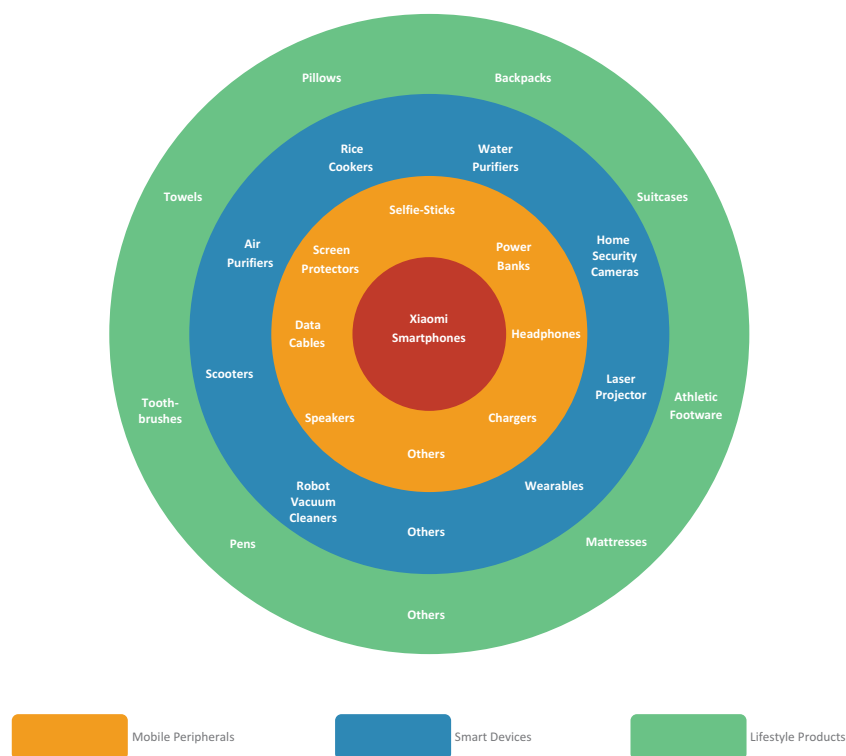 Pillows
Backpacks
Rice
Cookers
Water
Purifiers
Towels
Suitcases
Selfie-Sticks
Air
Purifiers
Screen
Protectors
Power
Banks
Home
Security
Cameras
Xiaomi
Smartphones
Data
Cables
Headphones
Scooters
Laser
Projector
Tooth-
brushes
Athletic
Footware
Speakers
Chargers
Others
Robot
Vacuum
Cleaners
Wearables
Others
Pens
Mattresses
Others
Mobile Peripherals
Smart Devices
Lifestyle Products